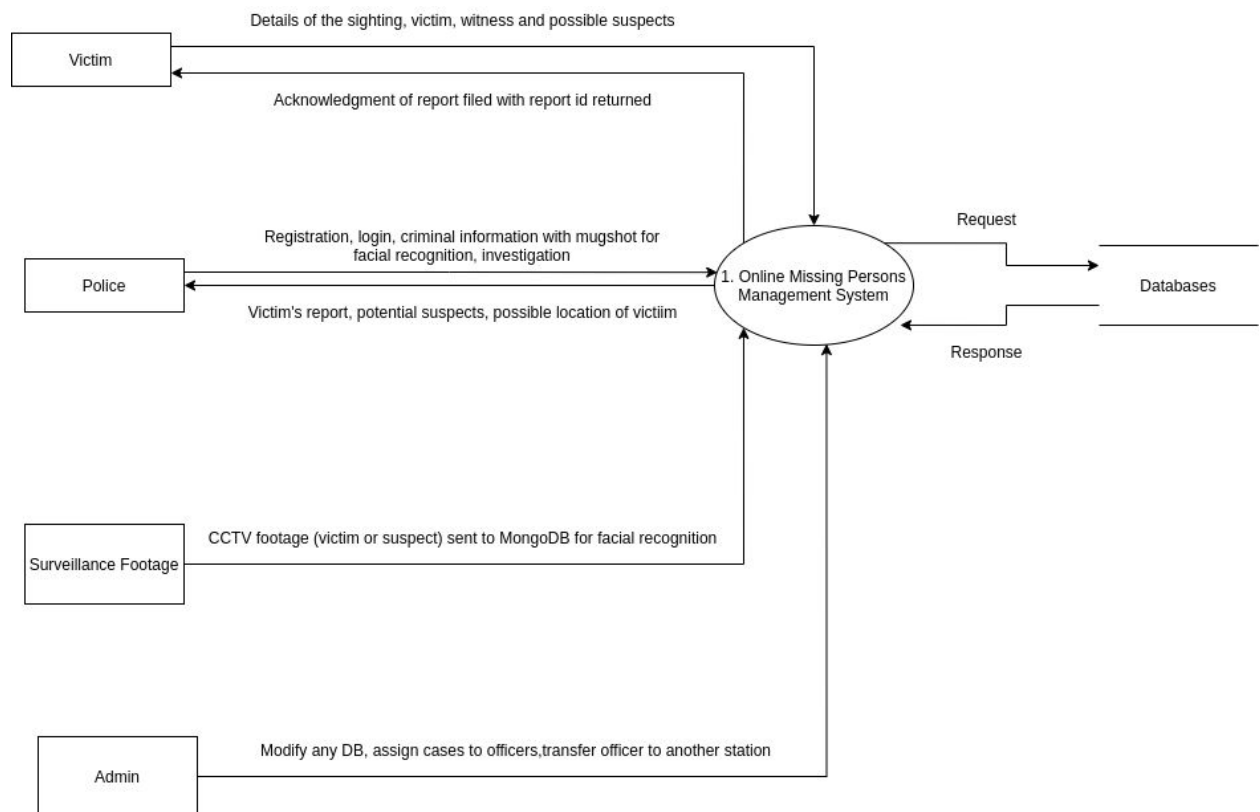 Details of the sighting, victim, witness and possible suspects
Victim
Acknowledgment of report filed with report id returned
Request
Registration, login, criminal information with mugshot for
facial recognition, investigation
Police
1. Online Missing Persons
Management System
Databases
Victim's report, potential suspects, possible location of victiim
Response
CCTV footage (victim or suspect) sent to MongoDB for facial recognition
Surveillance Footage
Modify any DB, assign cases to officers,transfer officer to another station
Admin